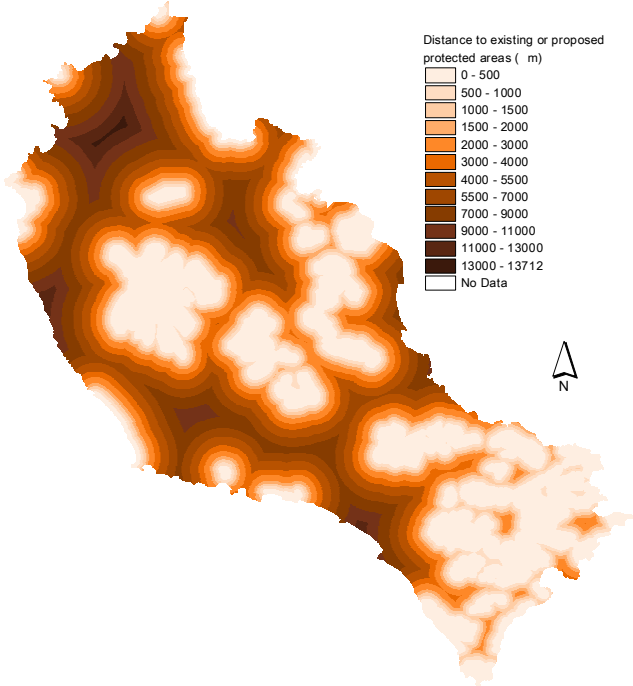 Distance to existing or proposed
protected areas ( m)
0 - 500
500 - 1000
1000 - 1500
1500 - 2000
2000 - 3000
3000 - 4000
4000 - 5500
5500 - 7000
7000 - 9000
9000 - 11000
11000 - 13000
13000 - 13712
No Data
N